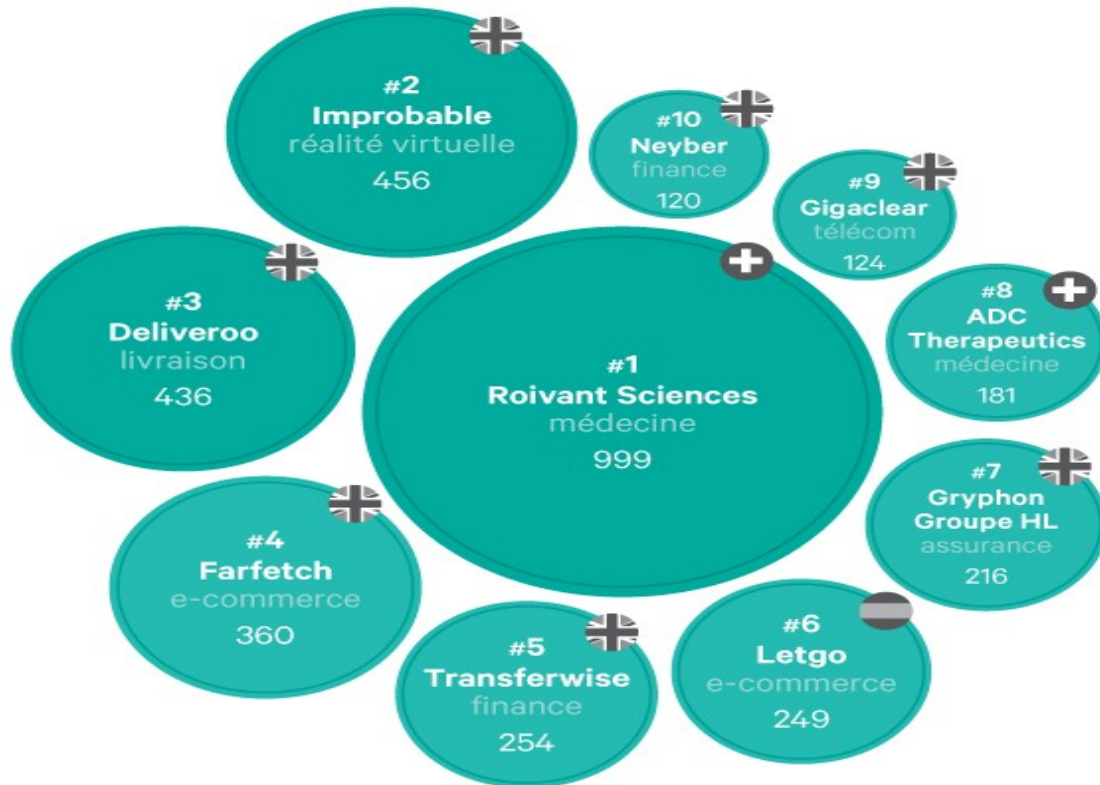 #1
Roivant Sciences
médecine
999
#2
Improbable
réalité virtuelle
456
#3
Deliveroo
livraison
436
#4
Farfetch
e-commerce
360
#5
Transferwise
finance
254
#6
Letgo
e-commerce
249
#7
Gryphon
Groupe HL
assurance
216
#8
ADC
Therapeutics
médecine
181
#9
Gigaclear
télécom
124
#10
Neyber
finance
120